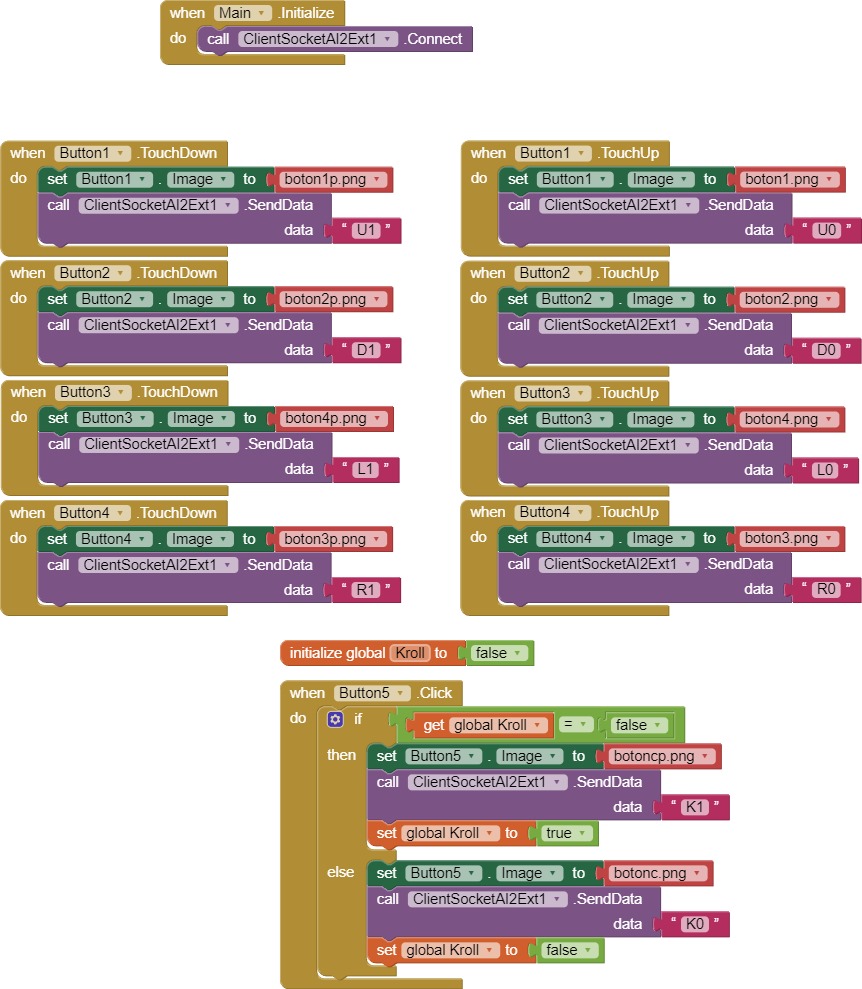 when Main .Initialize
do call ClientSocketAI2Ext1 .Connect
when Button1 .TouchDown
do set Button1 . Image to boton1p.png
call ClientSocketAI2Ext1 .SendData
data “ U1 ”
when Button1 .TouchUp
do set Button1 . Image to boton1.png
call ClientSocketAI2Ext1 .SendData
data “ U0 ”
when Button2 .TouchDown
do set Button2 . Image to boton2p.png
call ClientSocketAI2Ext1 .SendData
data “ D1 ”
when Button2 .TouchUp
do set Button2 . Image to boton2.png
call ClientSocketAI2Ext1 .SendData
data “ D0 ”
when Button3 .TouchDown
do set Button3 . Image to boton4p.png
call ClientSocketAI2Ext1 .SendData
data “ L1 ”
when Button3 .TouchUp
do set Button3 . Image to boton4.png
call ClientSocketAI2Ext1 .SendData
data “ L0 ”
when Button4 .TouchDown
do set Button4 . Image to boton3p.png
call ClientSocketAI2Ext1 .SendData
data “ R1 ”
when Button4 .TouchUp
do set Button4 . Image to boton3.png
call ClientSocketAI2Ext1 .SendData
data “ R0 ”
initialize global Kroll to false
when Button5 .Click
do if get global Kroll = false
then set Button5 . Image to botoncp.png
call ClientSocketAI2Ext1 .SendData
data “ K1 ”
set global Kroll to true
else set Button5 . Image to botonc.png
call ClientSocketAI2Ext1 .SendData
data “ K0 ”
set global Kroll to false